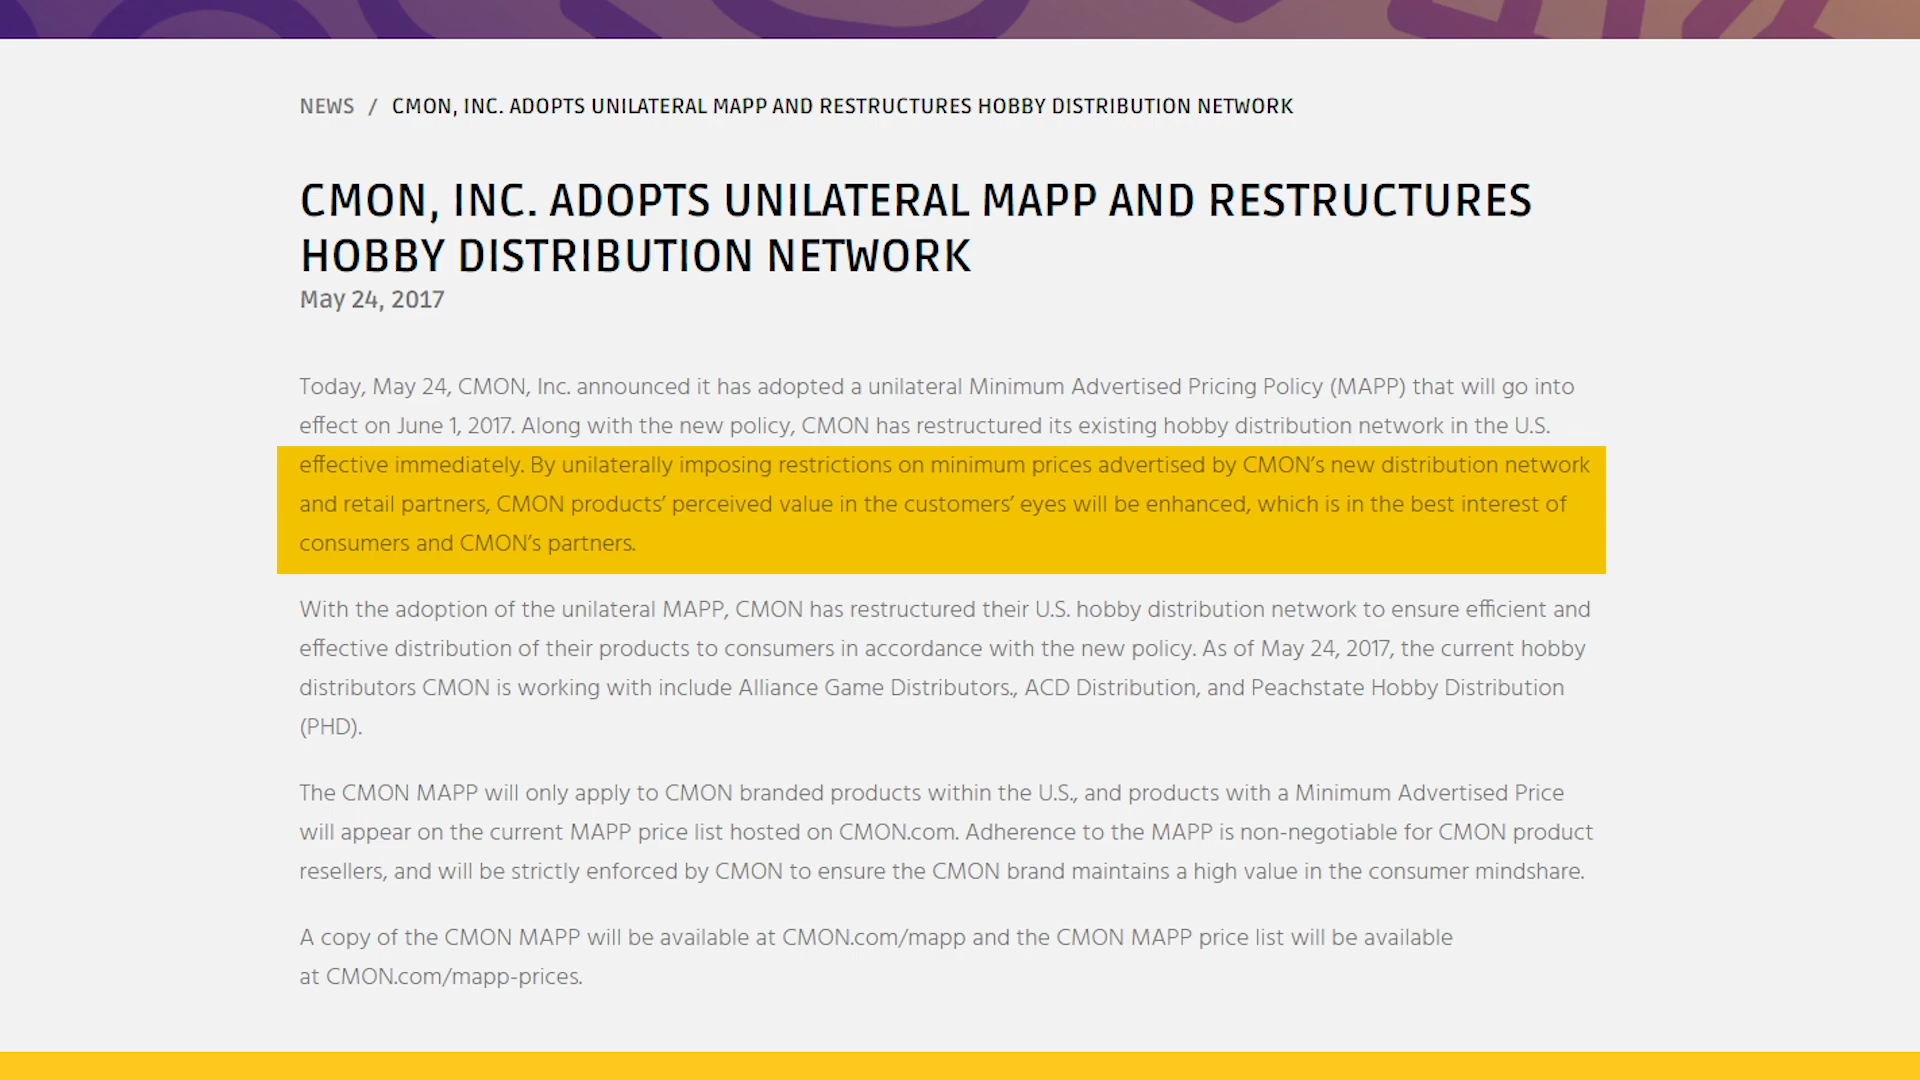 NEWS / CMON, INC. ADOPTS UNILATERAL MAPP AND RESTRUCTURES HOBBY DISTRIBUTION NETWORK
CMON, INC. ADOPTS UNILATERAL MAPP AND RESTRUCTURES
HOBBY DISTRIBUTION NETWORK
May 24, 2017
Today, May 24, CMON, Inc. announced it has adopted a unilateral Minimum Advertised Pricing Policy (MAPP) that will go into
effect on June 1, 2017. Along with the new policy, CMON has restructured its existing hobby distribution network in the U.S.
effective immediately. By unilaterally imposing restrictions on minimum prices advertised by CMON’s new distribution network
and retail partners, CMON products’ perceived value in the customers’ eyes will be enhanced, which is in the best interest of
consumers and CMON’s partners.
With the adoption of the unilateral MAPP, CMON has restructured their U.S. hobby distribution network to ensure efficient and
effective distribution of their products to consumers in accordance with the new policy. As of May 24, 2017, the current hobby
distributors CMON is working with include Alliance Game Distributors., ACD Distribution, and Peachstate Hobby Distribution
(PHD).
The CMON MAPP will only apply to CMON branded products within the U.S., and products with a Minimum Advertised Price
will appear on the current MAPP price list hosted on CMON.com. Adherence to the MAPP is non-negotiable for CMON product
resellers, and will be strictly enforced by CMON to ensure the CMON brand maintains a high value in the consumer mindshare.
A copy of the CMON MAPP will be available at CMON.com/mapp and the CMON MAPP price list will be available
at CMON.com/mapp-prices.